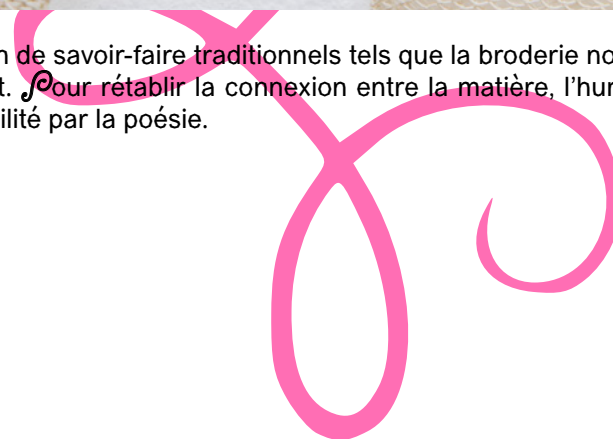 n de savoir-faire traditionnels tels que la broderie no
t. Pour rétablir la connexion entre la matière, l’hu
ilité par la poésie.